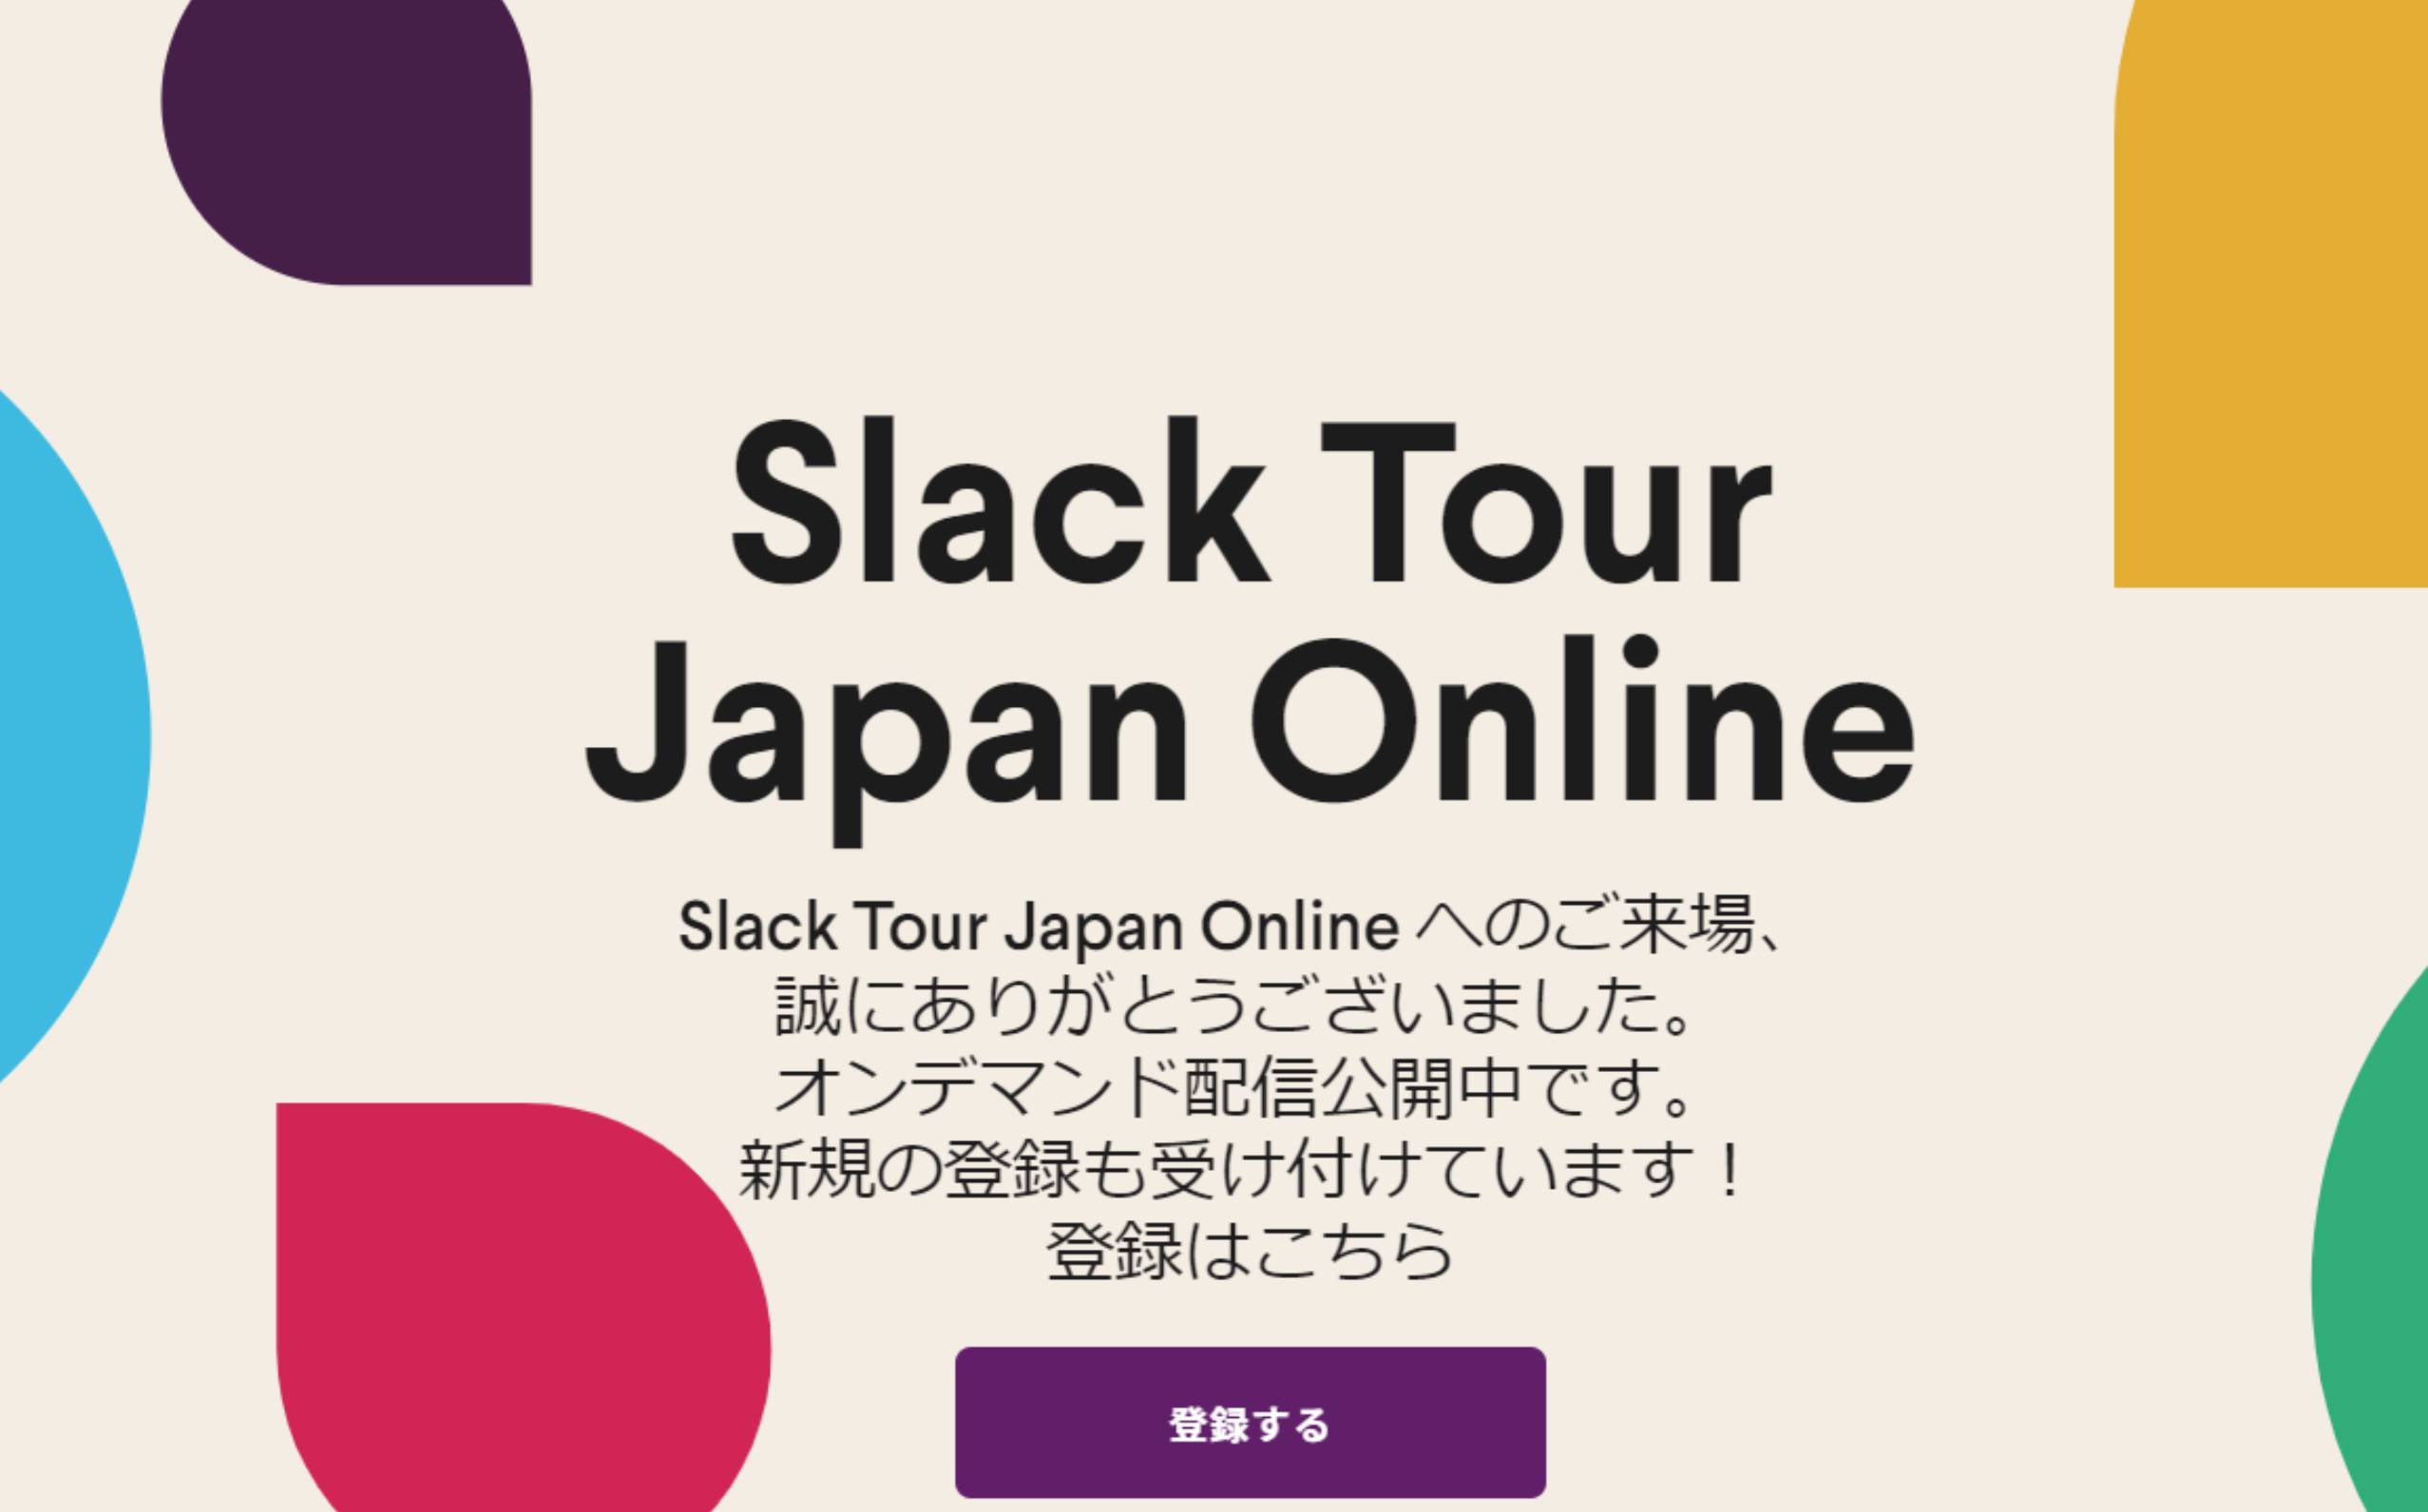 Slack Tour
Japan Online
Slack Tour Japan Online へのご来場、
誠にありがとうございました。
オンデマンド配信公開中です。
新規の登録も受け付けています！
登録はこちら
登録する